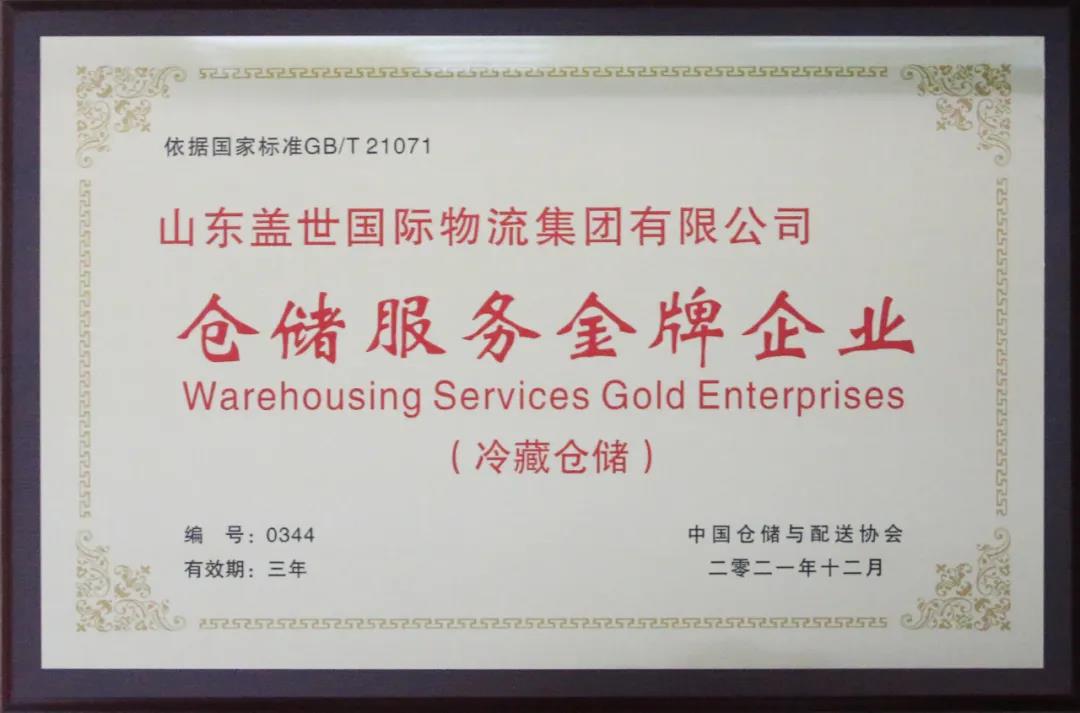 依据国家标准GB/T 21071
山东盖世国际物流集团有限公司
仓储服务金牌企业
Warehousing Services Gold Enterprises
（冷藏仓储）
编　号：0344
有效期：三年
中国仓储与配送协会
二零二一年十二月